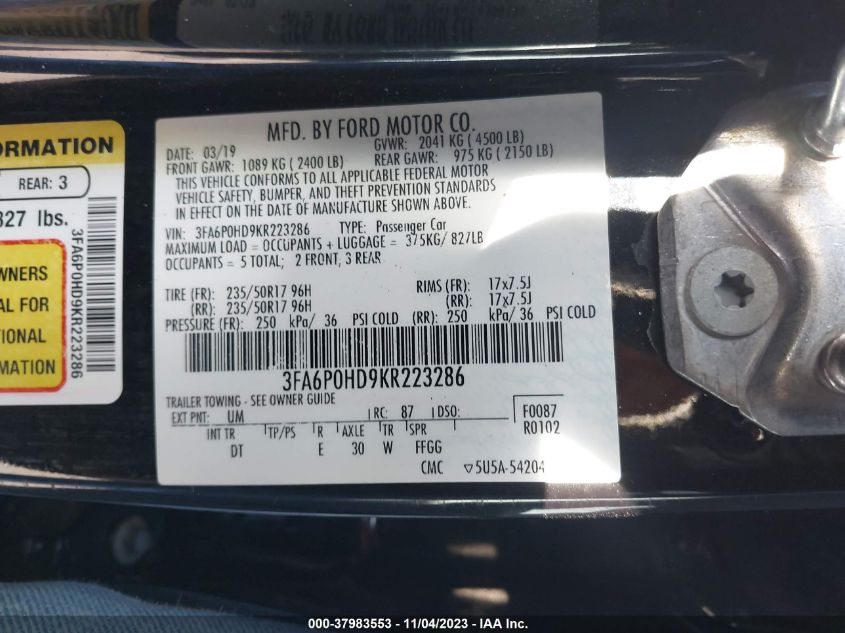 ORMATION
REAR: 3
827 lbs.
WNERS
AL FOR
TIONAL
MATION
3FA6P0HD9KR223286
MFD. BY FORD MOTOR CO.
DATE: 03/19 GVWR: 2041 KG ( 4500 LB)
FRONT GAWR: 1089 KG ( 2400 LB) REAR GAWR: 975 KG ( 2150 LB)
THIS VEHICLE CONFORMS TO ALL APPLICABLE FEDERAL MOTOR
VEHICLE SAFETY, BUMPER, AND THEFT PREVENTION STANDARDS
IN EFFECT ON THE DATE OF MANUFACTURE SHOWN ABOVE.
VIN: 3FA6P0HD9KR223286 TYPE: Passenger Car
MAXIMUM LOAD = OCCUPANTS + LUGGAGE = 375KG/ 827LB
OCCUPANTS = 5 TOTAL; 2 FRONT, 3 REAR
TIRE (FR): 235/50R17 96H RIMS (FR): 17x7.5J
(RR): 235/50R17 96H (RR): 17x7.5J
PRESSURE (FR): 250 kPa/ 36 PSI COLD (RR): 250 kPa/ 36 PSI COLD
3FA6P0HD9KR223286
TRAILER TOWING - SEE OWNER GUIDE
EXT PNT: UM RC: 87 DSO: F0087
INT TR TP/PS R AXLE TR SPR R0102
DT E 30 W FFGG
CMC ▽5U5A-54204
000-37983553 - 11/04/2023 - IAA Inc.